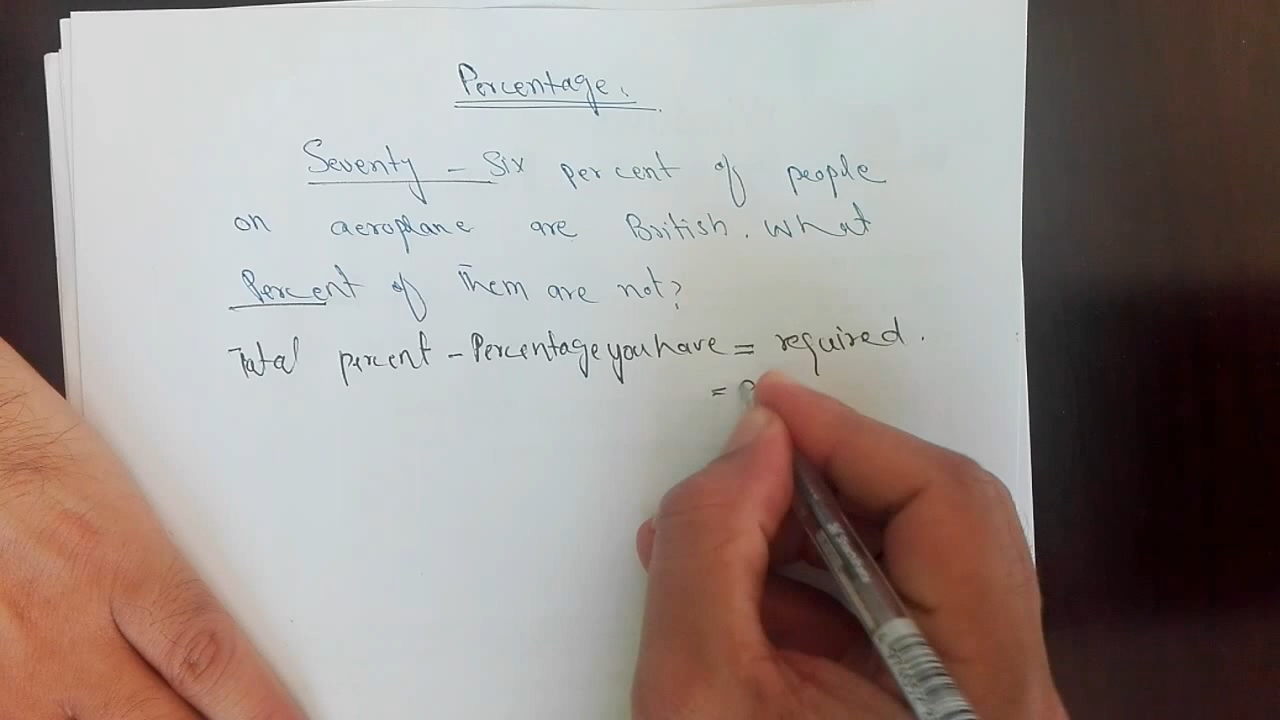 Percentage.
Seventy - Six percent of people
on aeroplane are British. What
Percent of Them are not?
Total percent - Percentage you have = required.
=